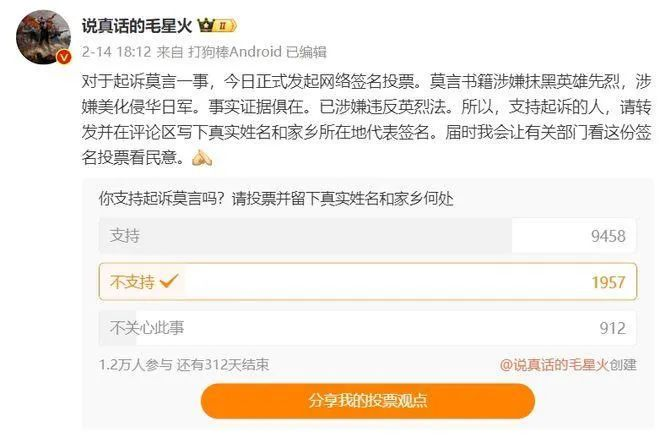 说真话的毛星火 II
2-14 18:12 来自 打狗棒Android 已编辑
对于起诉莫言一事，今日正式发起网络签名投票。莫言书籍涉嫌抹黑英雄先烈，涉
嫌美化侵华日军。事实证据俱在。已涉嫌违反英烈法。所以，支持起诉的人，请转
发并在评论区写下真实姓名和家乡所在地代表签名。届时我会让有关部门看这份签
名投票看民意。
你支持起诉莫言吗？请投票并留下真实姓名和家乡何处
支持 9458
不支持 1957
不关心此事 912
1.2万人参与 还有312天结束 @说真话的毛星火创建
分享我的投票观点